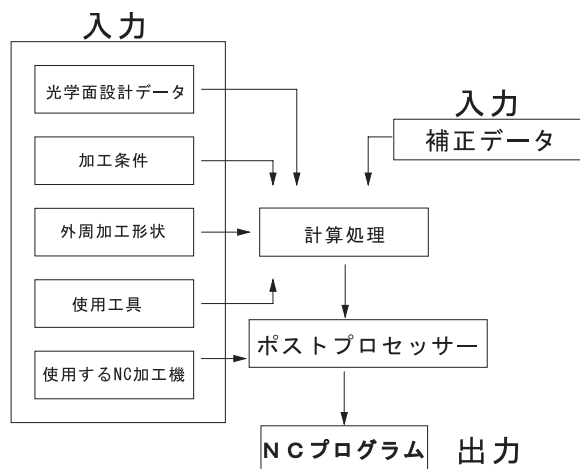 入力
光学面設計データ
加工条件
外周加工形状
使用工具
使用するNC加工機
入力
補正データ
計算処理
ポストプロセッサー
NCプログラム
出力